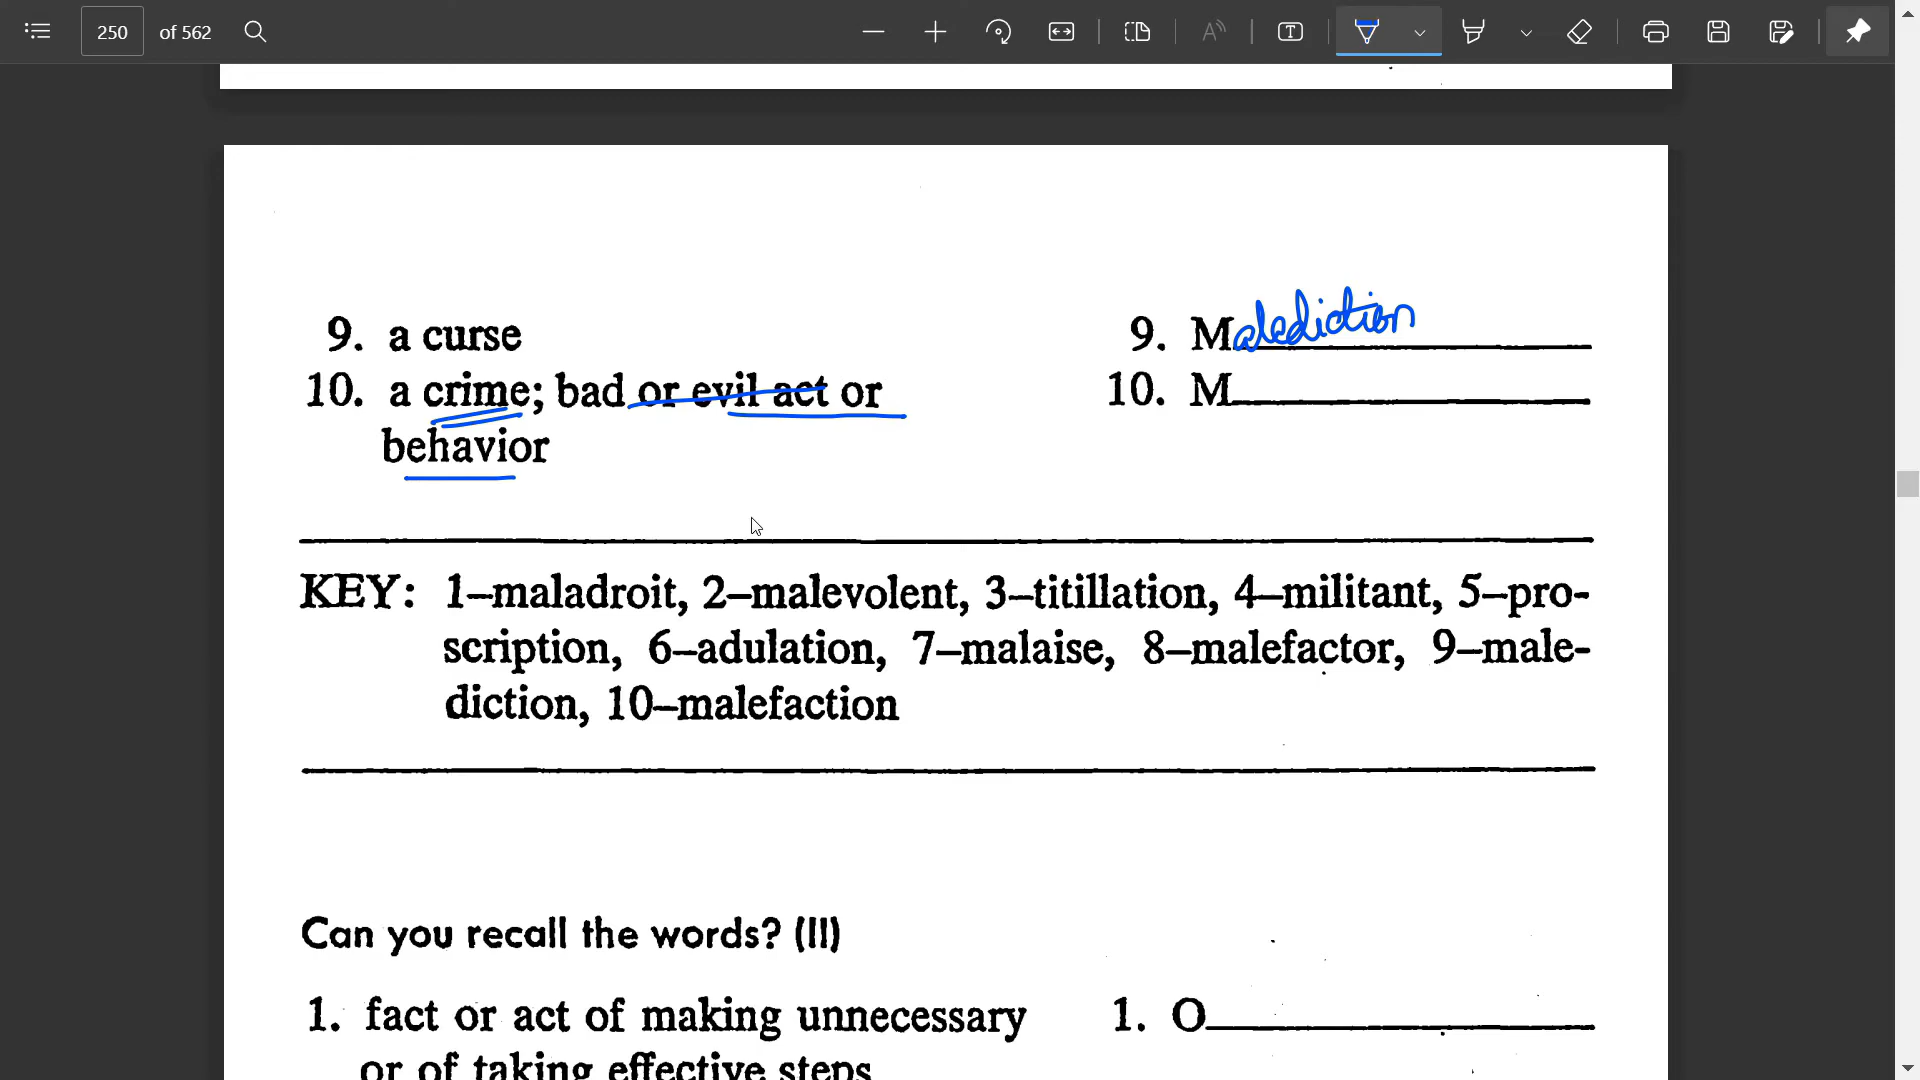 250 of 562
9. a curse 9. Malediction
10. a crime; bad or evil act or 10. M
behavior
KEY: 1–maladroit, 2–malevolent, 3–titillation, 4–militant, 5–pro-
scription, 6–adulation, 7–malaise, 8–malefactor, 9–male-
diction, 10–malefaction
Can you recall the words? (II)
1. fact or act of making unnecessary 1. O
or of taking effective steps